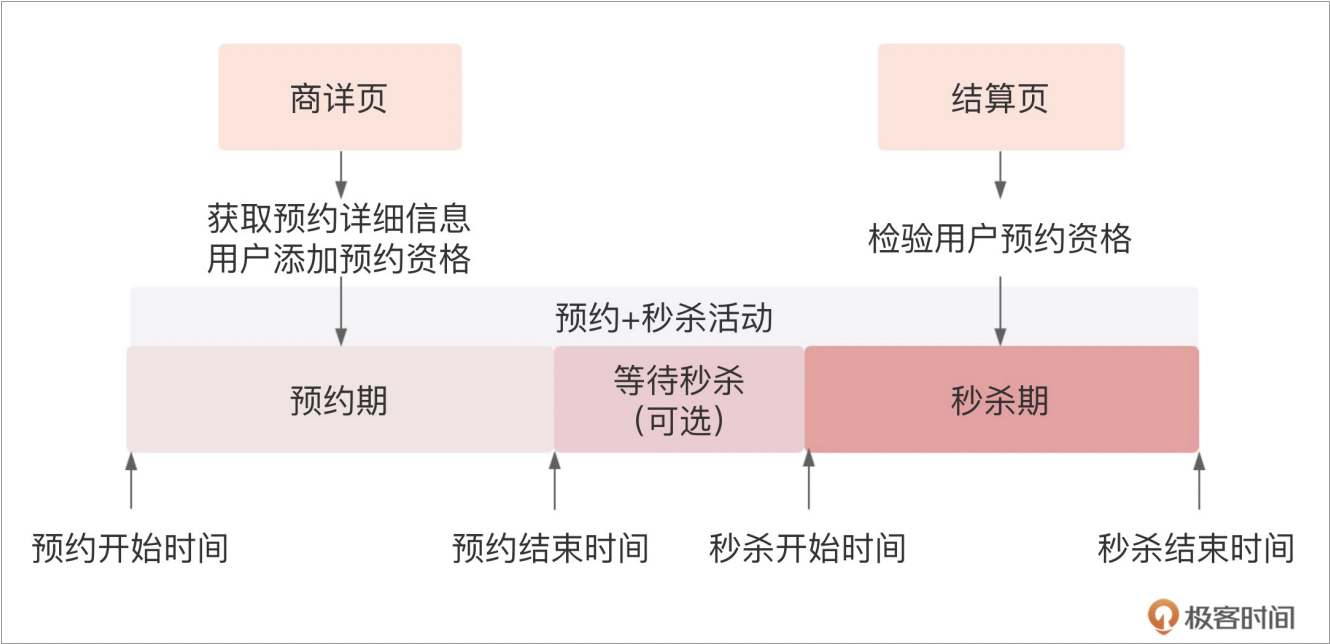 商详页
结算页
获取预约详细信息
用户添加预约资格
检验用户预约资格
预约+秒杀活动
预约期
等待秒杀
（可选）
秒杀期
预约开始时间
预约结束时间
秒杀开始时间
秒杀结束时间
极客时间